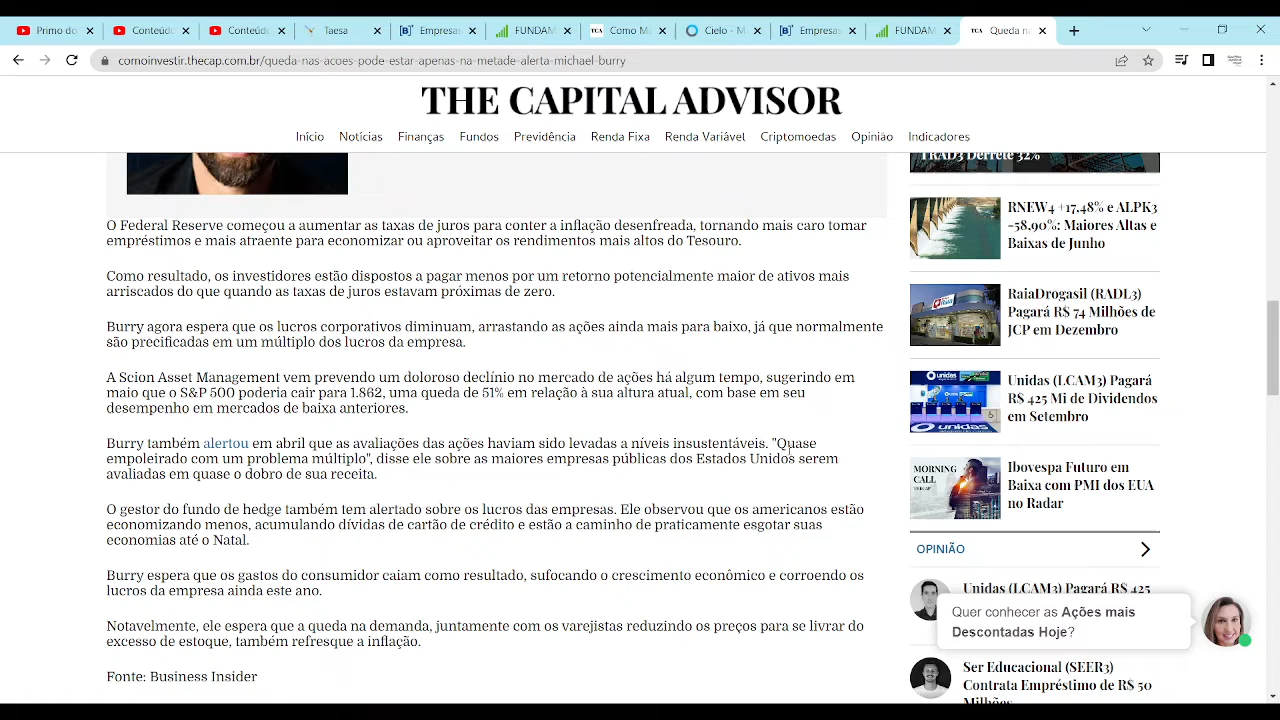 Primo do
Conteúdo
Conteúdo
Taesa
Empresas
FUNDAM
TCA Como M
Cielo - M
Empresas
FUNDAM
TCA Queda n
comoinvestir.thecap.com.br/queda-nas-acoes-pode-estar-apenas-na-metade-alerta-michael-burry
THE CAPITAL ADVISOR
Início Notícias Finanças Fundos Previdência Renda Fixa Renda Variável Criptomoedas Opinião Indicadores
O Federal Reserve começou a aumentar as taxas de juros para conter a inflação desenfreada, tornando mais caro tomar
empréstimos e mais atraente para economizar ou aproveitar os rendimentos mais altos do Tesouro.
Como resultado, os investidores estão dispostos a pagar menos por um retorno potencialmente maior de ativos mais
arriscados do que quando as taxas de juros estavam próximas de zero.
Burry agora espera que os lucros corporativos diminuam, arrastando as ações ainda mais para baixo, já que normalmente
são precificadas em um múltiplo dos lucros da empresa.
A Scion Asset Management vem prevendo um doloroso declínio no mercado de ações há algum tempo, sugerindo em
maio que o S&P 500 poderia cair para 1.862, uma queda de 51% em relação à sua altura atual, com base em seu
desempenho em mercados de baixa anteriores.
Burry também alertou em abril que as avaliações das ações haviam sido levadas a níveis insustentáveis. "Quase
empoleirado com um problema múltiplo", disse ele sobre as maiores empresas públicas dos Estados Unidos serem
avaliadas em quase o dobro de sua receita.
O gestor do fundo de hedge também tem alertado sobre os lucros das empresas. Ele observou que os americanos estão
economizando menos, acumulando dívidas de cartão de crédito e estão a caminho de praticamente esgotar suas
economias até o Natal.
Burry espera que os gastos do consumidor caiam como resultado, sufocando o crescimento econômico e corroendo os
lucros da empresa ainda este ano.
Notavelmente, ele espera que a queda na demanda, juntamente com os varejistas reduzindo os preços para se livrar do
excesso de estoque, também refresque a inflação.
Fonte: Business Insider
TRAD3 Derrete 32%
RNEW4 +17,48% e ALPK3
-58,90%: Maiores Altas e
Baixas de Junho
RaiaDrogasil (RADL3)
Pagará R$ 74 Milhões de
JCP em Dezembro
unidas
Unidas (LCAM3) Pagará
R$ 425 Mi de Dividendos
em Setembro
MORNING
CALL
Ibovespa Futuro em
Baixa com PMI dos EUA
no Radar
OPINIÃO
Unidas (LCAM3) Pagará R$ 425
Quer conhecer as Ações mais
Descontadas Hoje?
Ser Educacional (SEER3)
Contrata Empréstimo de R$ 50
Milhões